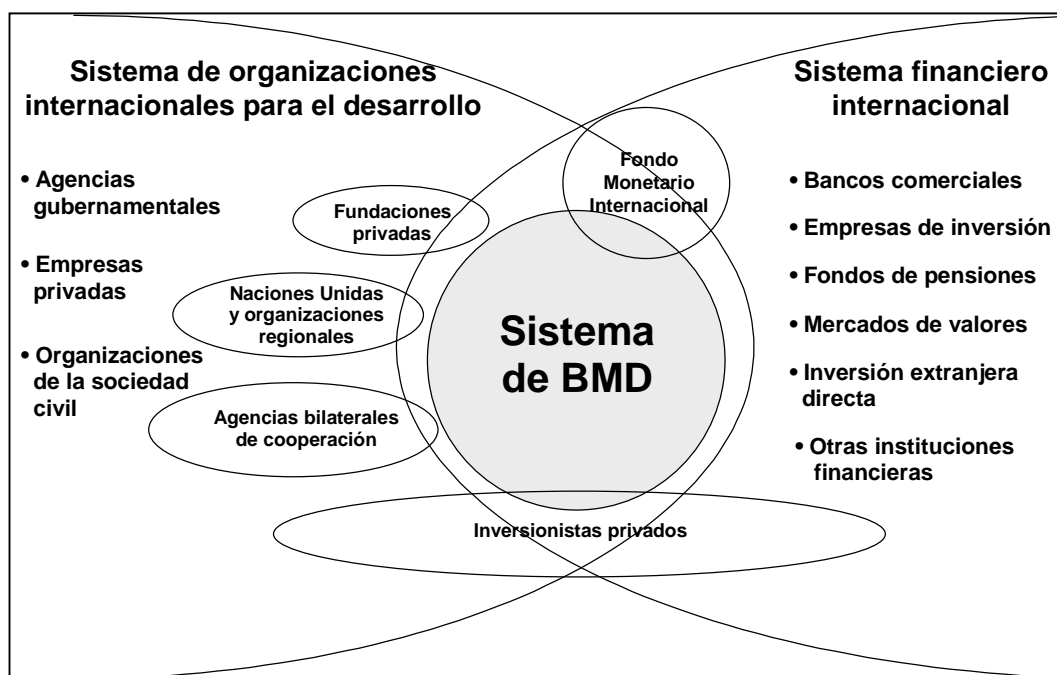 Sistema de organizaciones
internacionales para el desarrollo
• Agencias
gubernamentales
• Empresas
privadas
• Organizaciones
de la sociedad
civil
Fundaciones
privadas
Naciones Unidas
y organizaciones
regionales
Agencias bilaterales
de cooperación
Fondo
Monetario
Internacional
Sistema
de BMD
Inversionistas privados
Sistema financiero
internacional
• Bancos comerciales
• Empresas de inversión
• Fondos de pensiones
• Mercados de valores
• Inversión extranjera
directa
• Otras instituciones
financieras